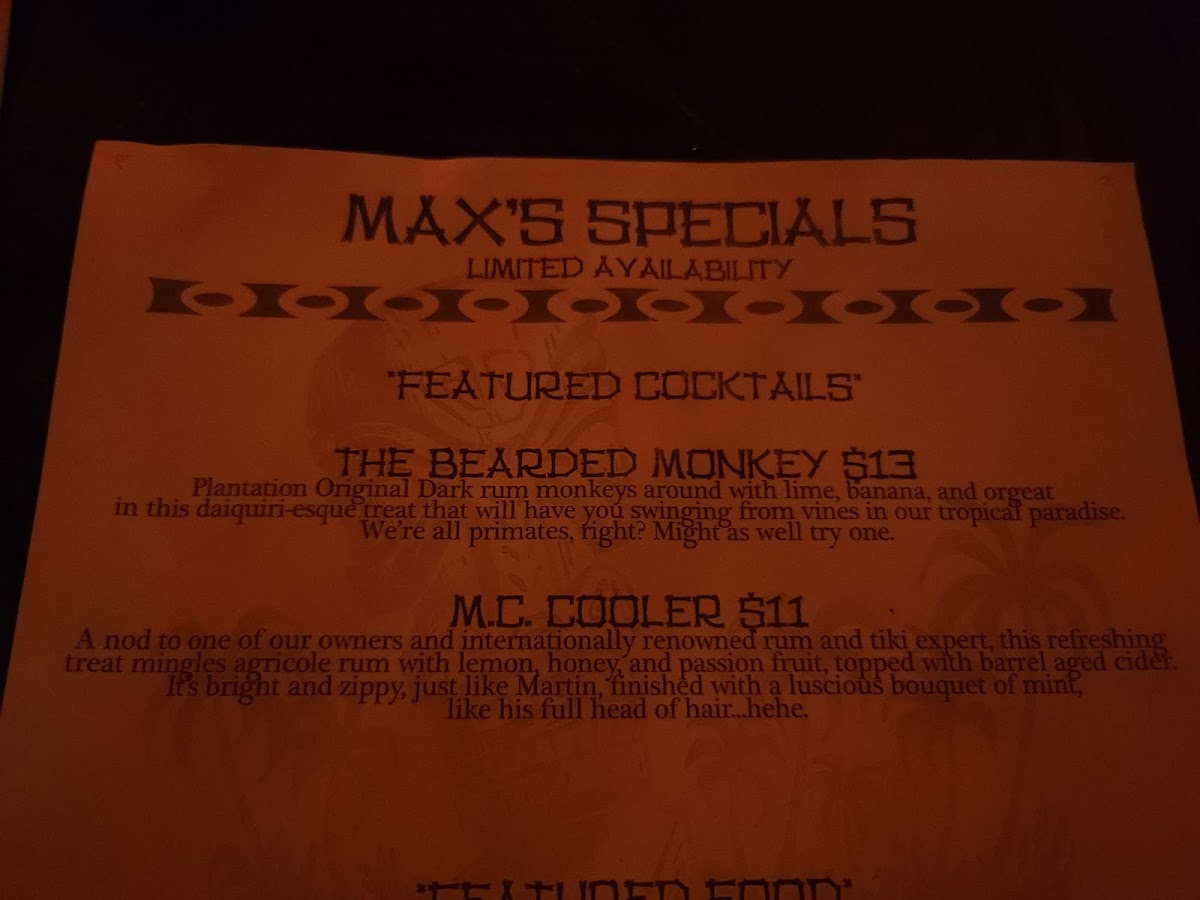 MAX'S SPECIALS
LIMITED AVAILABILITY
"FEATURED COCKTAILS"
THE BEARDED MONKEY $13
Plantation Original Dark rum monkeys around with lime, banana, and orgeat
in this daiquiri-esque treat that will have you swinging from vines in our tropical paradise.
We're all primates, right? Might as well try one.
M.C. COOLER $11
A nod to one of our owners and internationally renowned rum and tiki expert, this refreshing
treat mingles agricole rum with lemon, honey, and passion fruit, topped with barrel aged cider.
It's bright and zippy, just like Martin, finished with a luscious bouquet of mint,
like his full head of hair...hehe.
"FEATURED FOOD"